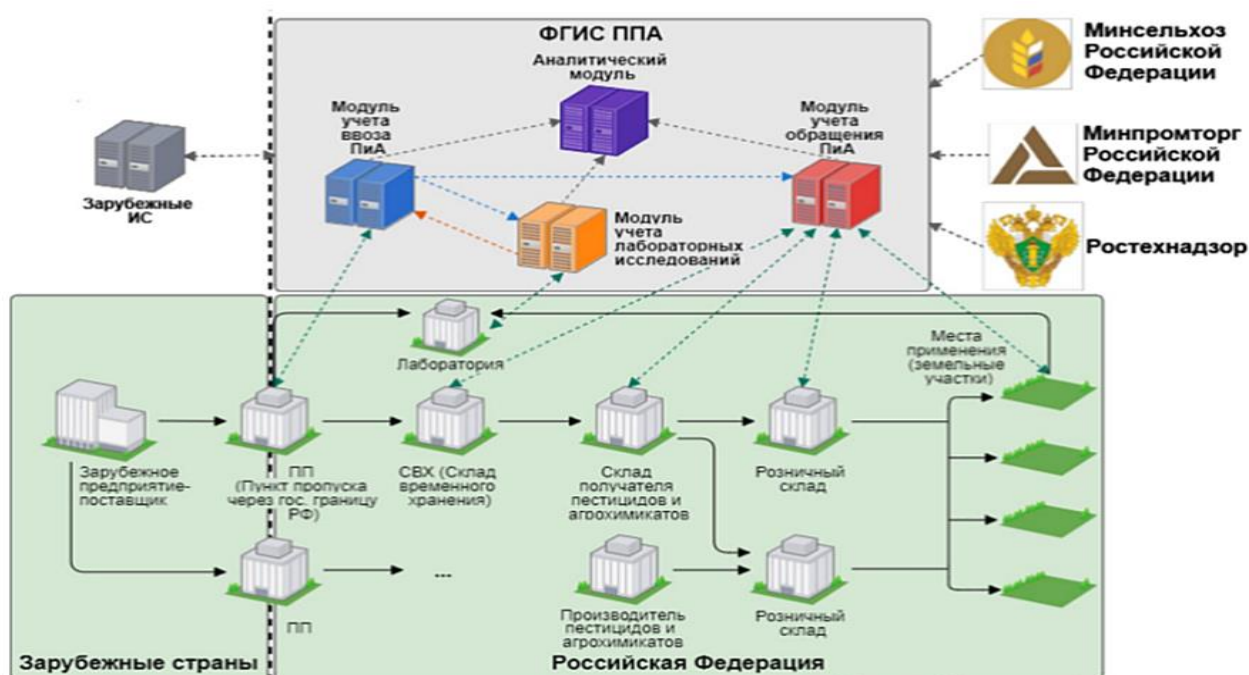 ФГИС ППА
Аналитический
модуль
Модуль
учета
ввоза
ПиА
Модуль
учета
обращения
ПиА
Модуль
учета
лабораторных
исследований
Зарубежные
ИС
Минсельхоз
Российской
Федерации
Минпромторг
Российской
Федерации
Ростехнадзор
Лаборатория
Места
применения
(земельные
участки)
Зарубежное
предприятие-
поставщик
ПП
(Пункт пропуска
через гос. границу
РФ)
СВХ (Склад
временного
хранения)
Склад
получателя
пестицидов и
агрохимикатов
Розничный
склад
ПП
...
Производитель
пестицидов и
агрохимикатов
Розничный
склад
Зарубежные страны
Российская Федерация